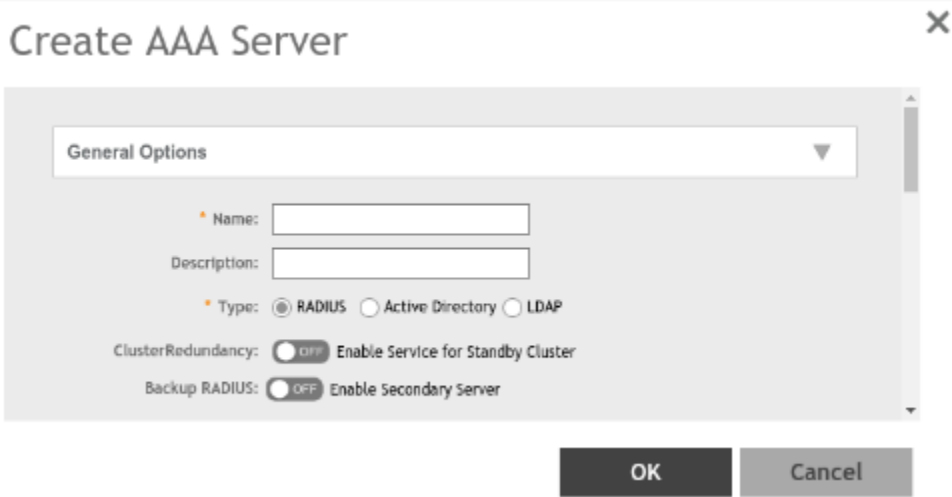 Create AAA Server
General Options
* Name:
Description:
* Type: RADIUS Active Directory LDAP
ClusterRedundancy: OFF Enable Service for Standby Cluster
Backup RADIUS: OFF Enable Secondary Server
OK Cancel